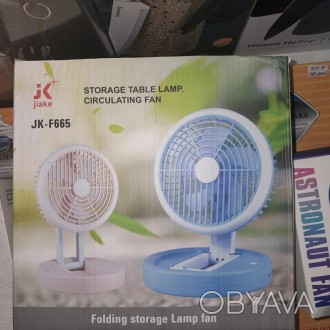 JK
jiake
STORAGE TABLE LAMP.
CIRCULATING FAN
JK-F665
Folding storage Lamp fan
ASTRONAUT FAN
OBYAVA